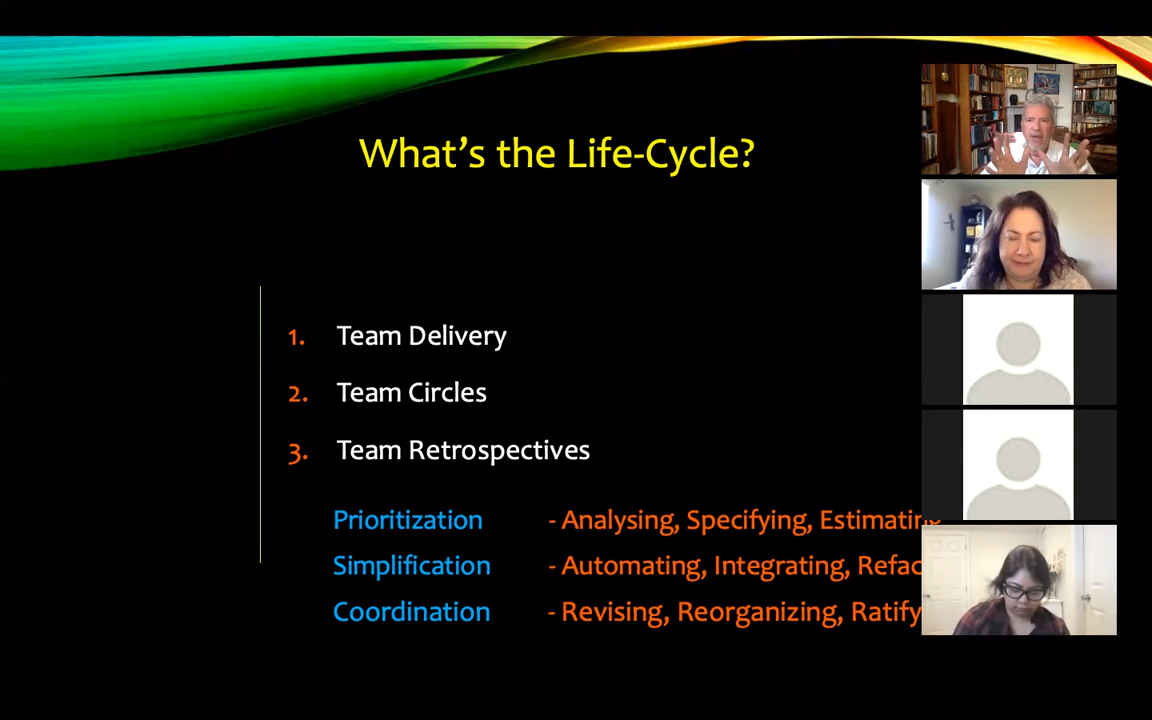 What's the Life-Cycle?
1. Team Delivery
2. Team Circles
3. Team Retrospectives
Prioritization - Analysing, Specifying, Estimating
Simplification - Automating, Integrating,
Coordination - Revising, Reorganizing,